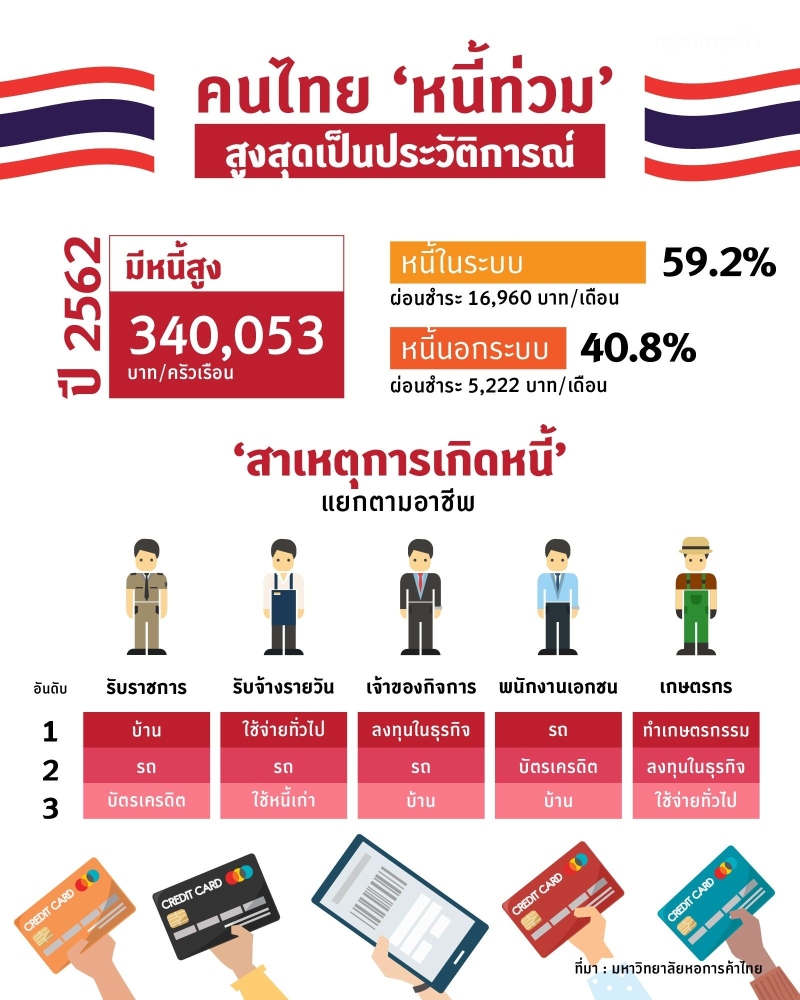 กรุงเทพธุรกิจ
คนไทย ‘หนี้ท่วม’
สูงสุดเป็นประวัติการณ์
ปี 2562
มีหนี้สูง
340,053
บาท/ครัวเรือน
หนี้ในระบบ 59.2%
ผ่อนชำระ 16,960 บาท/เดือน
หนี้นอกระบบ 40.8%
ผ่อนชำระ 5,222 บาท/เดือน
‘สาเหตุการเกิดหนี้’
แยกตามอาชีพ
อันดับ รับราชการ รับจ้างรายวัน เจ้าของกิจการ พนักงานเอกชน เกษตรกร
1 บ้าน ใช้จ่ายทั่วไป ลงทุนในธุรกิจ รถ ทำเกษตรกรรม
2 รถ รถ รถ บัตรเครดิต ลงทุนในธุรกิจ
3 บัตรเครดิต ใช้หนี้เก่า บ้าน บ้าน ใช้จ่ายทั่วไป
CREDIT CARD
CREDIT CARD
CREDIT CARD
CREDIT CARD
ที่มา : มหาวิทยาลัยหอการค้าไทย